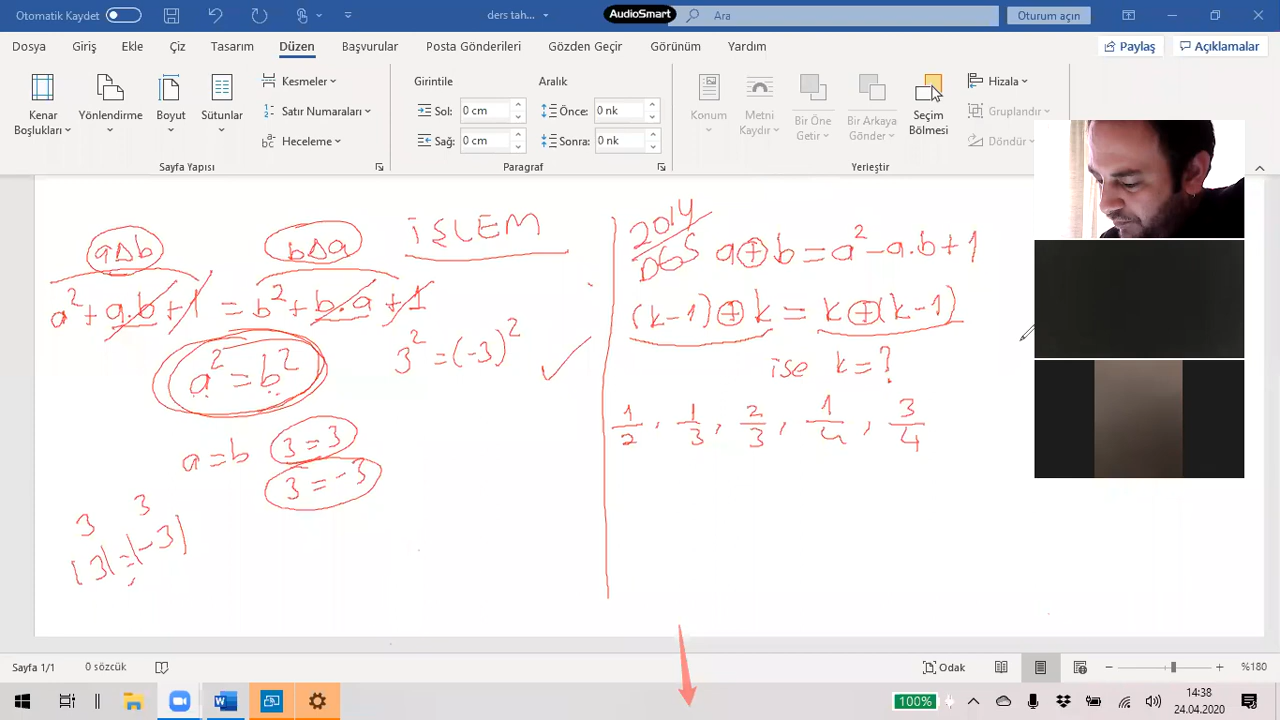 Otomatik Kaydet
ders tah...
AudioSmart
Ara
Oturum açın
Dosya Giriş Ekle Çiz Tasarım Düzen Başvurular Posta Gönderileri Gözden Geçir Görünüm Yardım
Paylaş Açıklamalar
Kenar Boşlukları
Yönlendirme
Boyut
Sütunlar
Kesmeler
Satır Numaraları
Heceleme
Sayfa Yapısı
Girintile
Sol: 0 cm
Sağ: 0 cm
Aralık
Önce: 0 nk
Sonra: 0 nk
Paragraf
Konum
Metni Kaydır
Bir Öne Getir
Bir Arkaya Gönder
Seçim Bölmesi
Hizala
Gruplandır
Döndür
Yerleştir
a∆b b∆a İŞLEM
a² + a.b + 1 = b² + b.a + 1
a² = b²
3² = (-3)²
a = b 3 = 3
3 = -3
3 3
|3| = |-3|
2014
DGS a⊕b = a² - a.b + 1
(k-1)⊕k = k⊕(k-1)
ise k = ?
1/2, 1/3, 2/3, 1/4, 3/4
Sayfa 1/1 0 sözcük
Odak
%180
100%
14:38
24.04.2020